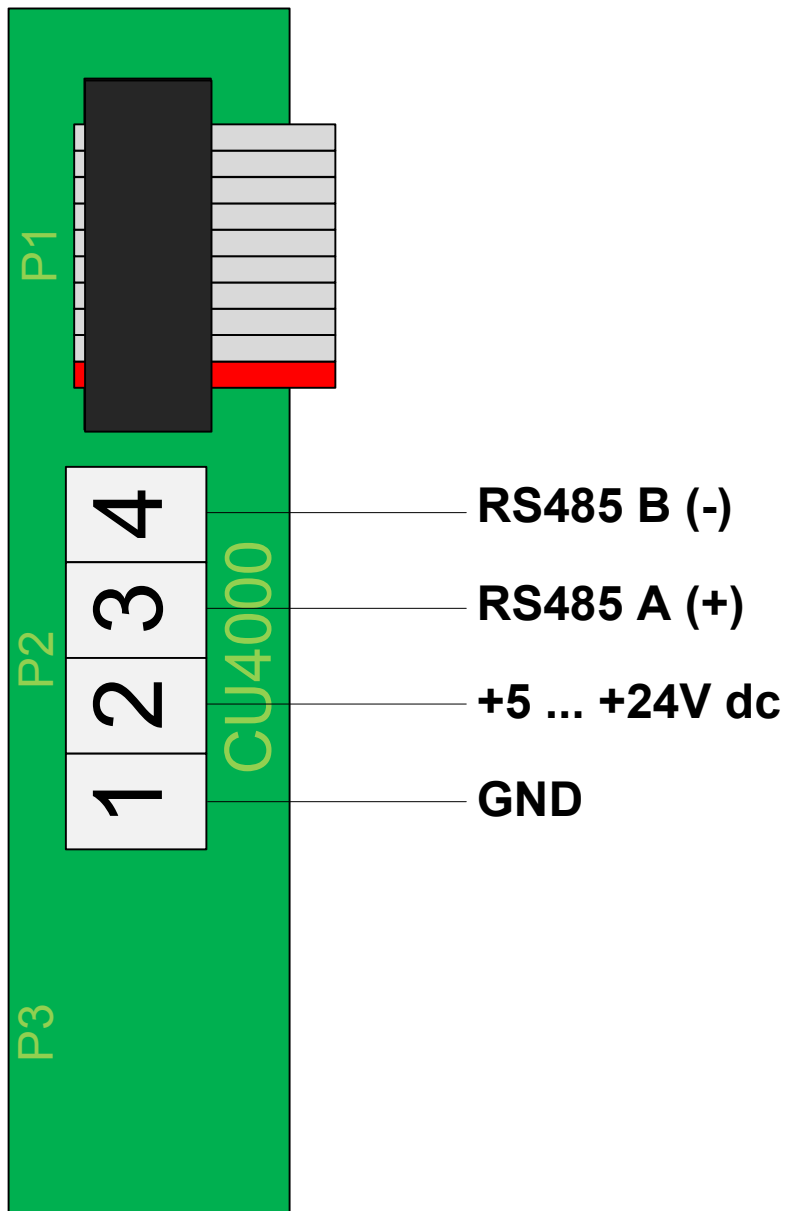 P1
4
RS485 B (-)
3
RS485 A (+)
P2
CU4000
2
+5 ... +24V dc
1
GND
P3